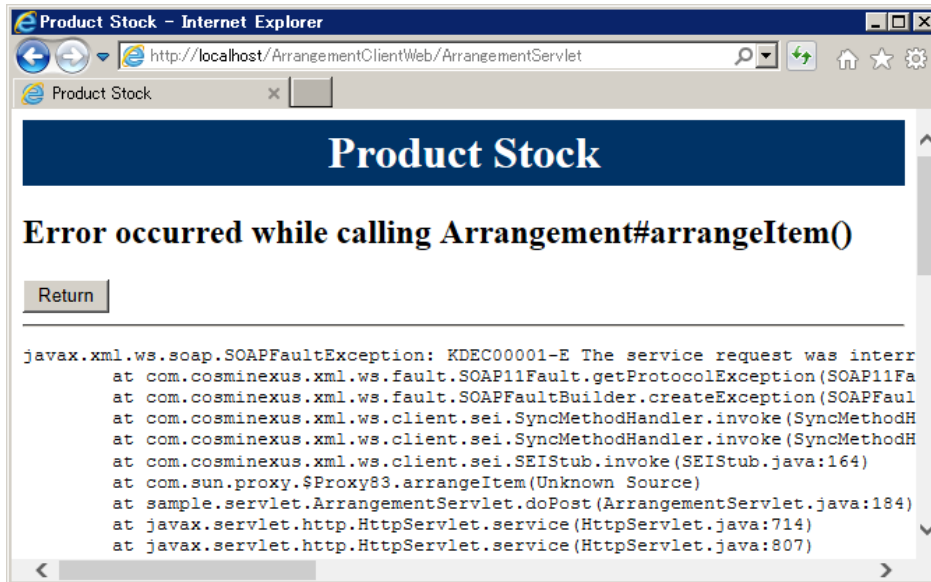 Product Stock - Internet Explorer
http://localhost/ArrangementClientWeb/ArrangementServlet
Product Stock
Product Stock
Error occurred while calling Arrangement#arrangeItem()
Return
javax.xml.ws.soap.SOAPFaultException: KDEC00001-E The service request was interr
at com.cosminexus.xml.ws.fault.SOAP11Fault.getProtocolException(SOAP11Fa
at com.cosminexus.xml.ws.fault.SOAPFaultBuilder.createException(SOAPFaul
at com.cosminexus.xml.ws.client.sei.SyncMethodHandler.invoke(SyncMethodH
at com.cosminexus.xml.ws.client.sei.SyncMethodHandler.invoke(SyncMethodH
at com.cosminexus.xml.ws.client.sei.SEIStub.invoke(SEIStub.java:164)
at com.sun.proxy.$Proxy83.arrangeItem(Unknown Source)
at sample.servlet.ArrangementServlet.doPost(ArrangementServlet.java:184)
at javax.servlet.http.HttpServlet.service(HttpServlet.java:714)
at javax.servlet.http.HttpServlet.service(HttpServlet.java:807)